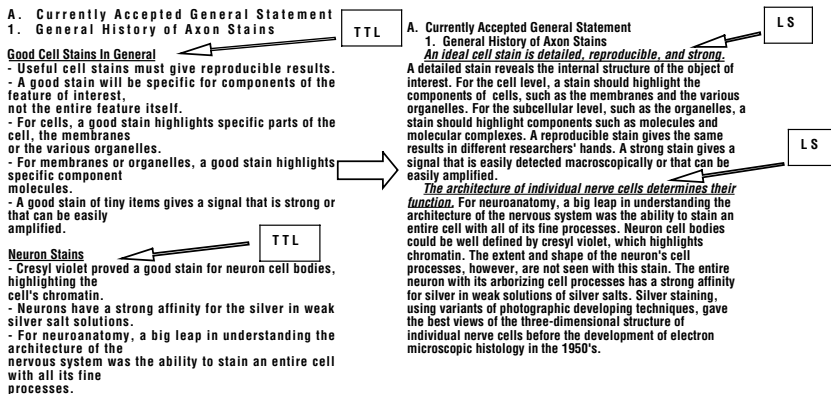 A. Currently Accepted General Statement
1. General History of Axon Stains
TTL
Good Cell Stains In General
- Useful cell stains must give reproducible results.
- A good stain will be specific for components of the
feature of interest,
not the entire feature itself.
- For cells, a good stain highlights specific parts of the
cell, the membranes
or the various organelles.
- For membranes or organelles, a good stain highlights
specific component
molecules.
- A good stain of tiny items gives a signal that is strong or
that can be easily
amplified.
TTL
Neuron Stains
- Cresyl violet proved a good stain for neuron cell bodies,
highlighting the
cell's chromatin.
- Neurons have a strong affinity for the silver in weak
silver salt solutions.
- For neuroanatomy, a big leap in understanding the
architecture of the
nervous system was the ability to stain an entire cell
with all its fine
processes.
LS
A. Currently Accepted General Statement
1. General History of Axon Stains
An ideal cell stain is detailed, reproducible, and strong.
A detailed stain reveals the internal structure of the object of
interest. For the cell level, a stain should highlight the
components of cells, such as the membranes and the various
organelles. For the subcellular level, such as the organelles, a
stain should highlight components such as molecules and
molecular complexes. A reproducible stain gives the same
results in different researchers' hands. A strong stain gives a
signal that is easily detected macroscopically or that can be
easily amplified.
LS
The architecture of individual nerve cells determines their
function. For neuroanatomy, a big leap in understanding the
architecture of the nervous system was the ability to stain an
entire cell with all of its fine processes. Neuron cell bodies
could be well defined by cresyl violet, which highlights
chromatin. The extent and shape of the neuron's cell
processes, however, are not seen with this stain. The entire
neuron with its arborizing cell processes has a strong affinity
for silver in weak solutions of silver salts. Silver staining,
using variants of photographic developing techniques, gave
the best views of the three-dimensional structure of
individual nerve cells before the development of electron
microscopic histology in the 1950's.